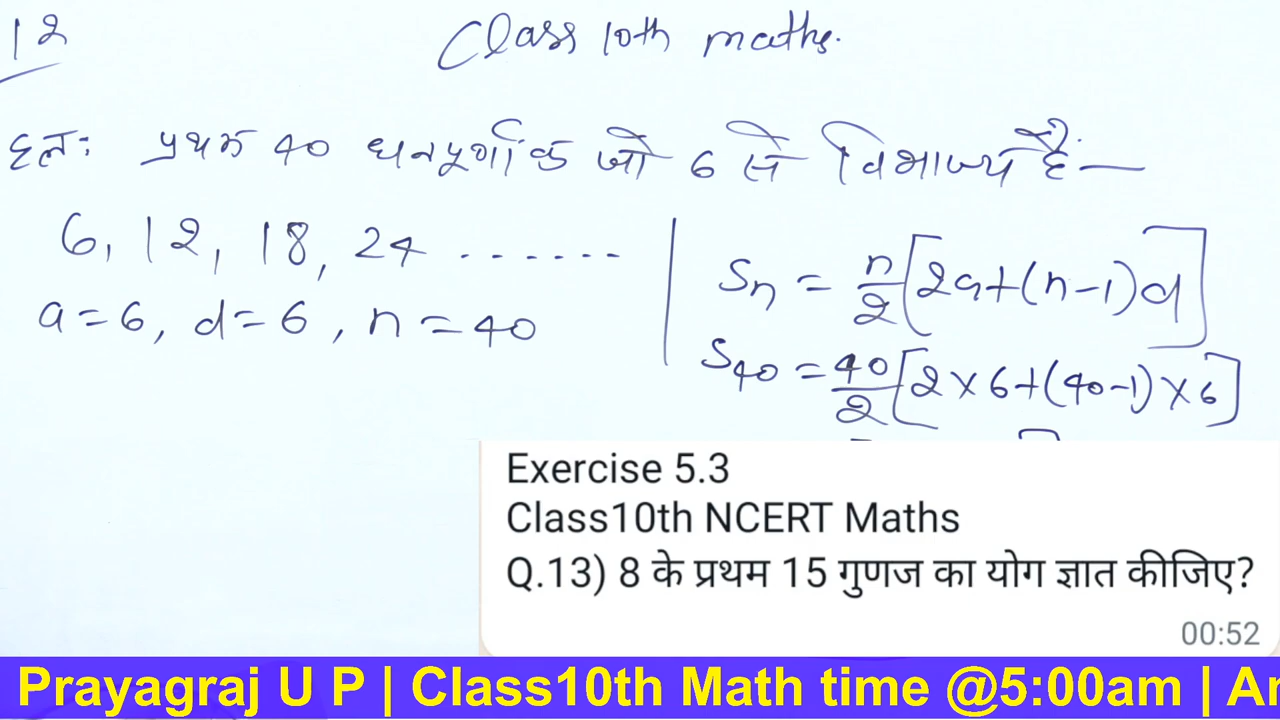 12
Class 10th maths.
हल: प्रथम 40 धनपूर्णांक जो 6 से विभाज्य हैं—
6, 12, 18, 24 .......
a=6, d=6, n=40
Sn = n/2[2a+(n-1)d]
S40 = 40/2[2×6+(40-1)×6]
Exercise 5.3
Class10th NCERT Maths
Q.13) 8 के प्रथम 15 गुणज का योग ज्ञात कीजिए?
00:52
Prayagraj U P | Class10th Math time @5:00am | Ar